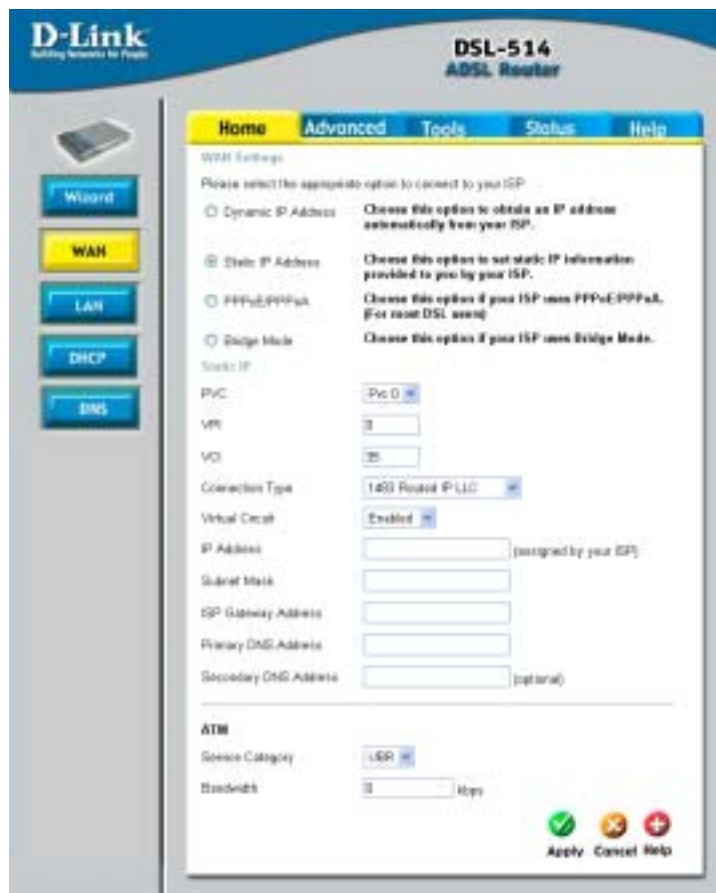 D-Link
Building Networks for People
DSL-514
ADSL Router
Home Advanced Tools Status Help
Wizard
WAN
LAN
DHCP
DNS
WAN Settings
Please select the appropriate option to connect to your ISP
Dynamic IP Address Choose this option to obtain an IP address automatically from your ISP.
Static IP Address Choose this option to set static IP information provided to you by your ISP.
PPPoE/PPPoA Choose this option if your ISP uses PPPoE/PPPoA. (For most DSL users)
Bridge Mode Choose this option if your ISP uses Bridge Mode.
Static IP
PVC Pvc 0
VPI 0
VCI 35
Connection Type 1483 Routed IP LLC
Virtual Circuit Enabled
IP Address (assigned by your ISP)
Subnet Mask
ISP Gateway Address
Primary DNS Address
Secondary DNS Address (optional)
ATM
Service Category UBR
Bandwidth 0 kbps
Apply Cancel Help